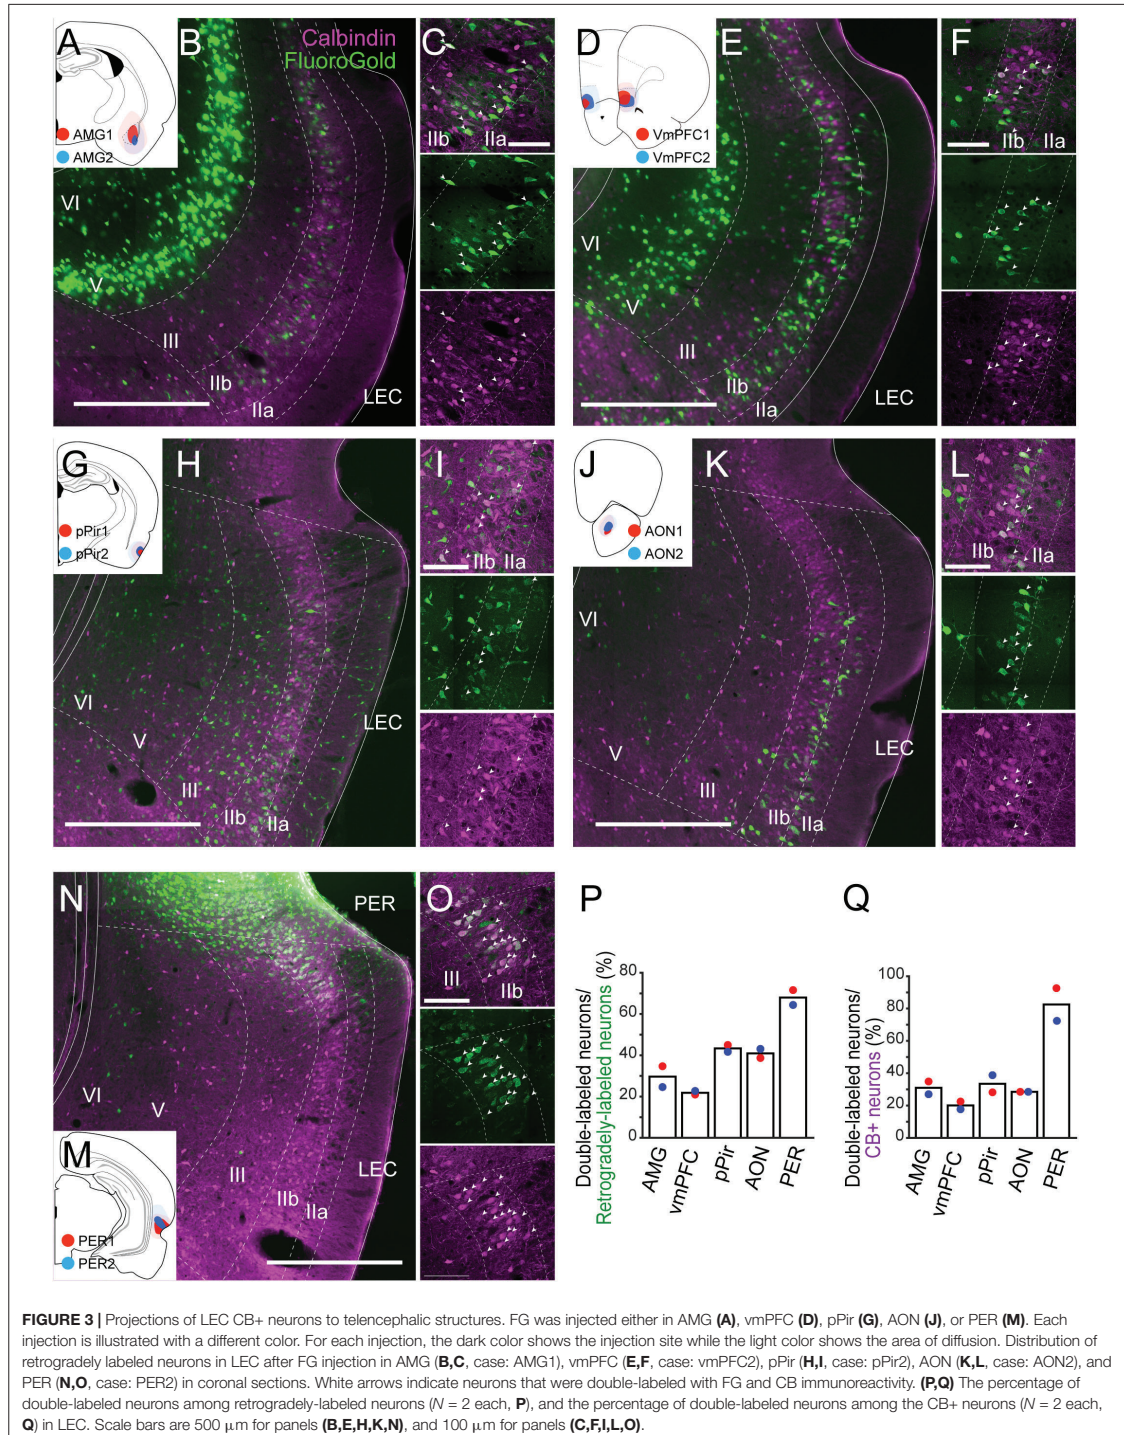 A
AMG1
AMG2
B
Calbindin
FluoroGold
VI
V
III
IIb
IIa
LEC
C
IIb
IIa
D
VmPFC1
VmPFC2
E
VI
V
III
IIb
IIa
LEC
F
IIb
IIa
G
pPir1
pPir2
H
VI
V
III
IIb
IIa
LEC
I
IIb
IIa
J
AON1
AON2
K
VI
V
III
IIb
IIa
LEC
L
IIb
IIa
M
PER1
PER2
N
PER
VI
V
III
IIb
IIa
LEC
O
III
IIb
P
Double-labeled neurons/
Retrogradely-labeled neurons (%)
80
60
40
20
0
AMG
vmPFC
pPir
AON
PER
Q
Double-labeled neurons/
CB+ neurons (%)
100
80
60
40
20
0
AMG
vmPFC
pPir
AON
PER
FIGURE 3 | Projections of LEC CB+ neurons to telencephalic structures. FG was injected either in AMG (A), vmPFC (D), pPir (G), AON (J), or PER (M). Each
injection is illustrated with a different color. For each injection, the dark color shows the injection site while the light color shows the area of diffusion. Distribution of
retrogradely labeled neurons in LEC after FG injection in AMG (B,C, case: AMG1), vmPFC (E,F, case: vmPFC2), pPir (H,I, case: pPir2), AON (K,L, case: AON2), and
PER (N,O, case: PER2) in coronal sections. White arrows indicate neurons that were double-labeled with FG and CB immunoreactivity. (P,Q) The percentage of
double-labeled neurons among retrogradely-labeled neurons (N = 2 each, P), and the percentage of double-labeled neurons among the CB+ neurons (N = 2 each,
Q) in LEC. Scale bars are 500 μm for panels (B,E,H,K,N), and 100 μm for panels (C,F,I,L,O).